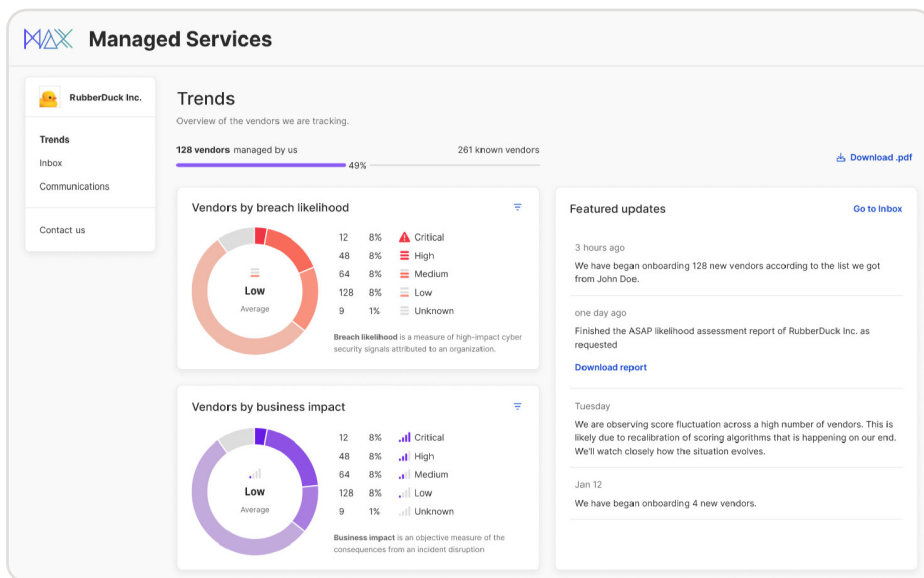 MAX Managed Services
RubberDuck Inc.
Trends
Inbox
Communications
Contact us
Trends
Overview of the vendors we are tracking.
128 vendors managed by us 261 known vendors
49%
Download .pdf
Vendors by breach likelihood
Low
Average
12 8% Critical
48 8% High
64 8% Medium
128 8% Low
9 1% Unknown
Breach likelihood is a measure of high-impact cyber
security signals attributed to an organization.
Vendors by business impact
Low
Average
12 8% Critical
48 8% High
64 8% Medium
128 8% Low
9 1% Unknown
Business impact is an objective measure of the
consequences from an incident disruption
Featured updates Go to Inbox
3 hours ago
We have began onboarding 128 new vendors according to the list we got
from John Doe.
one day ago
Finished the ASAP likelihood assessment report of RubberDuck Inc. as
requested
Download report
Tuesday
We are observing score fluctuation across a high number of vendors. This is
likely due to recalibration of scoring algorithms that is happening on our end.
We'll watch closely how the situation evolves.
Jan 12
We have began onboarding 4 new vendors.